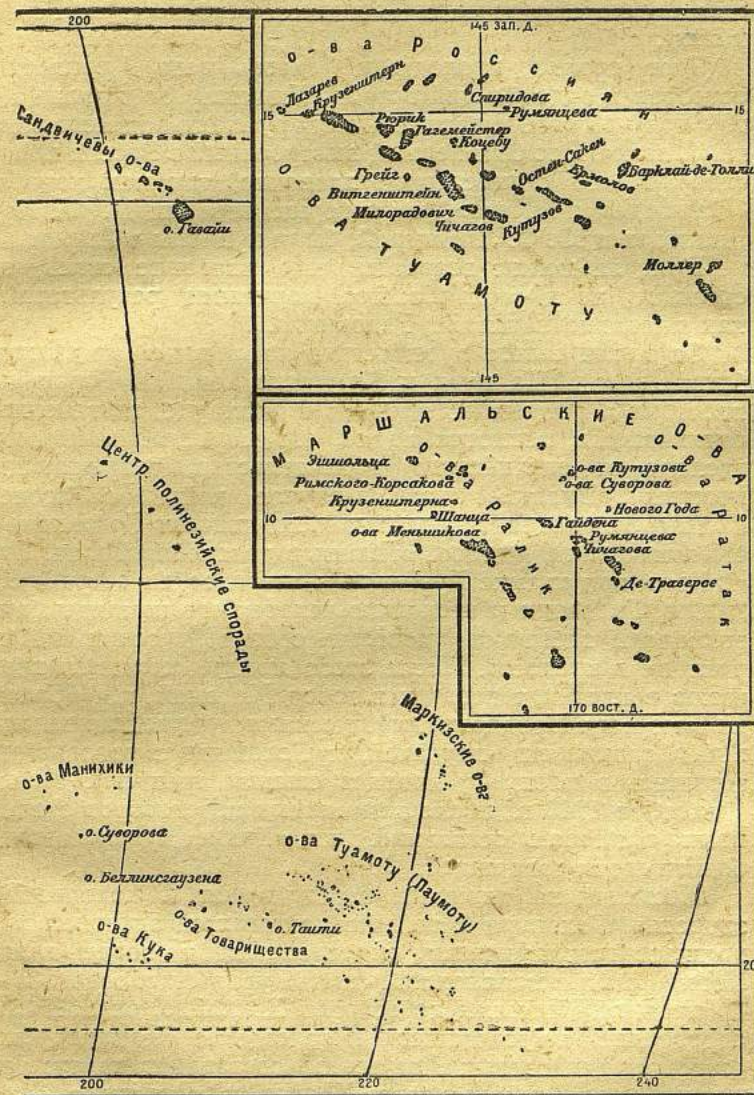 200
145 ЗАП. Д.
О-ва РОССИЯН
Лазарев
Крузенштерн
Спиридова
15
Румянцева
15
Рюрик
Гагемейстер
Коцебу
Сандвичевы о-ва
Грейг
Остен-Сакен
Ермолов
Барклай-де-Толли
Витгенштейн
Милорадович
Чичагов
Кутузов
о. Гавайи
О-ВА ТУАМОТУ
Моллер
145
МАРШАЛЬСКИЕ О-ВА
Эшшольца
о-ва Ралик
о-ва Ратак
о-ва Кутузова
Римского-Корсакова
о-ва Суворова
Крузенштерна
Нового Года
10
Шанца
Гайдена
10
о-ва Меньшикова
Румянцева
Чичагова
Де-Траверсе
Центр. полинезийские спорады
170 ВОСТ. Д.
Маркизские о-ва
о-ва Манихики
о. Суворова
о-ва Туамоту (Паумоту)
о. Беллинсгаузена
о-ва Товарищества
о. Таити
о-ва Кука
20
200
220
240